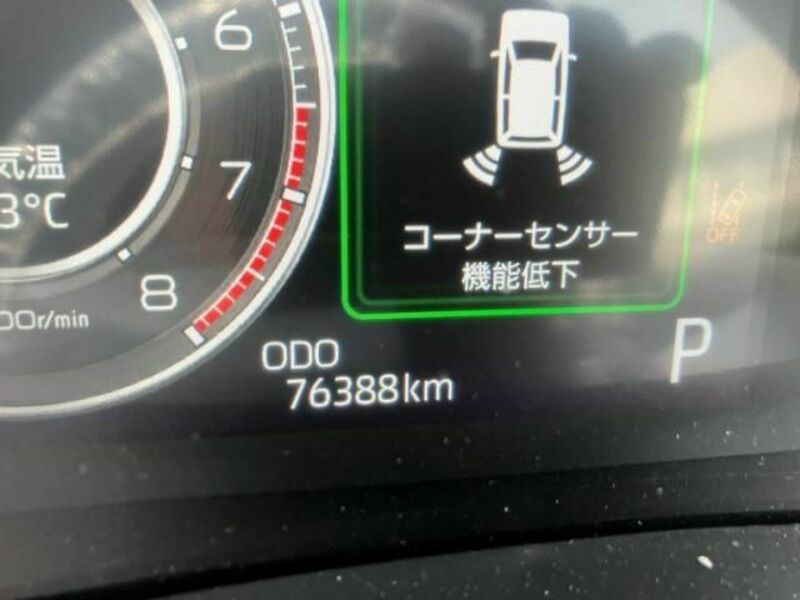 6
7
8
気温
3°C
00r/min
コーナーセンサー
機能低下
OFF
ODO
76388km
P